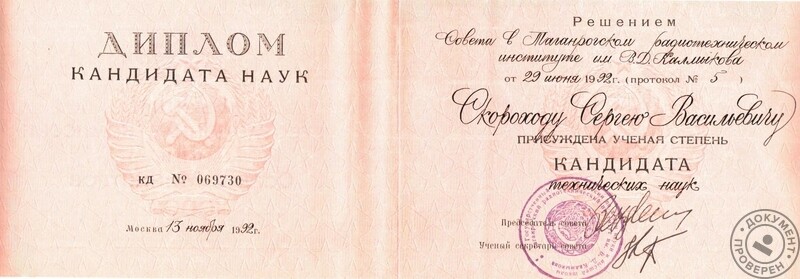 ДИПЛОМ
КАНДИДАТА НАУК
КД № 069730
Москва 13 ноября 1992г.
Решением
Совета в Таганрогском радиотехническом
институте им. В.Д. Калмыкова
от 29 июня 1992г. (протокол № 5)
Скороходу Сергею Васильевичу
ПРИСУЖДЕНА УЧЕНАЯ СТЕПЕНЬ
КАНДИДАТА
технических наук
Председатель совета
Ученый секретарь совета
ДОКУМЕНТ
ПРОВЕРЕН